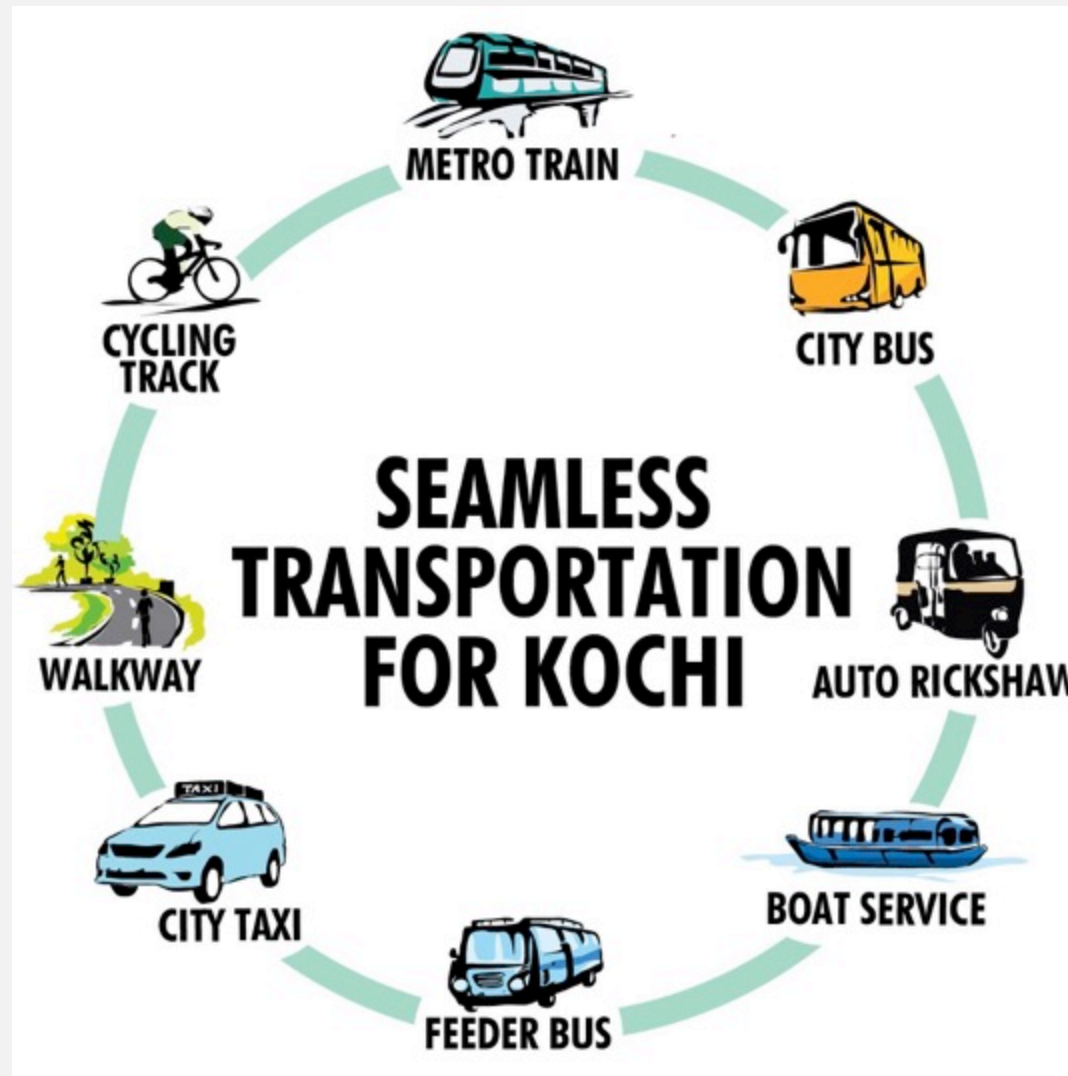 METRO TRAIN
CITY BUS
CYCLING
TRACK
SEAMLESS
TRANSPORTATION
FOR KOCHI
WALKWAY
AUTO RICKSHAW
TAXI
CITY TAXI
BOAT SERVICE
FEEDER BUS